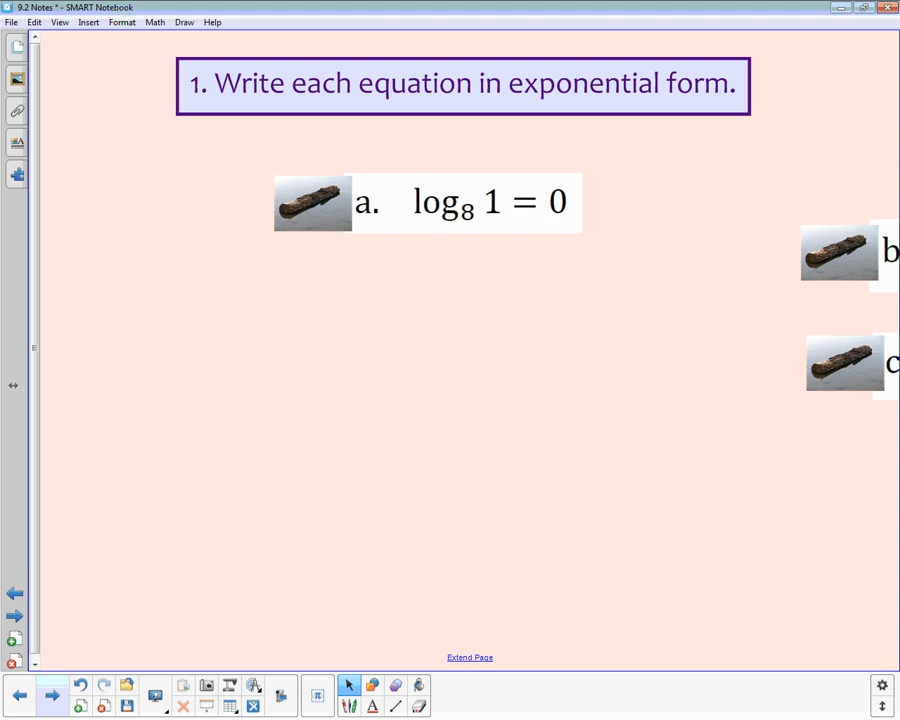 9.2 Notes * - SMART Notebook
File Edit View Insert Format Math Draw Help
1. Write each equation in exponential form.
a. log₈ 1 = 0
b
c
Extend Page